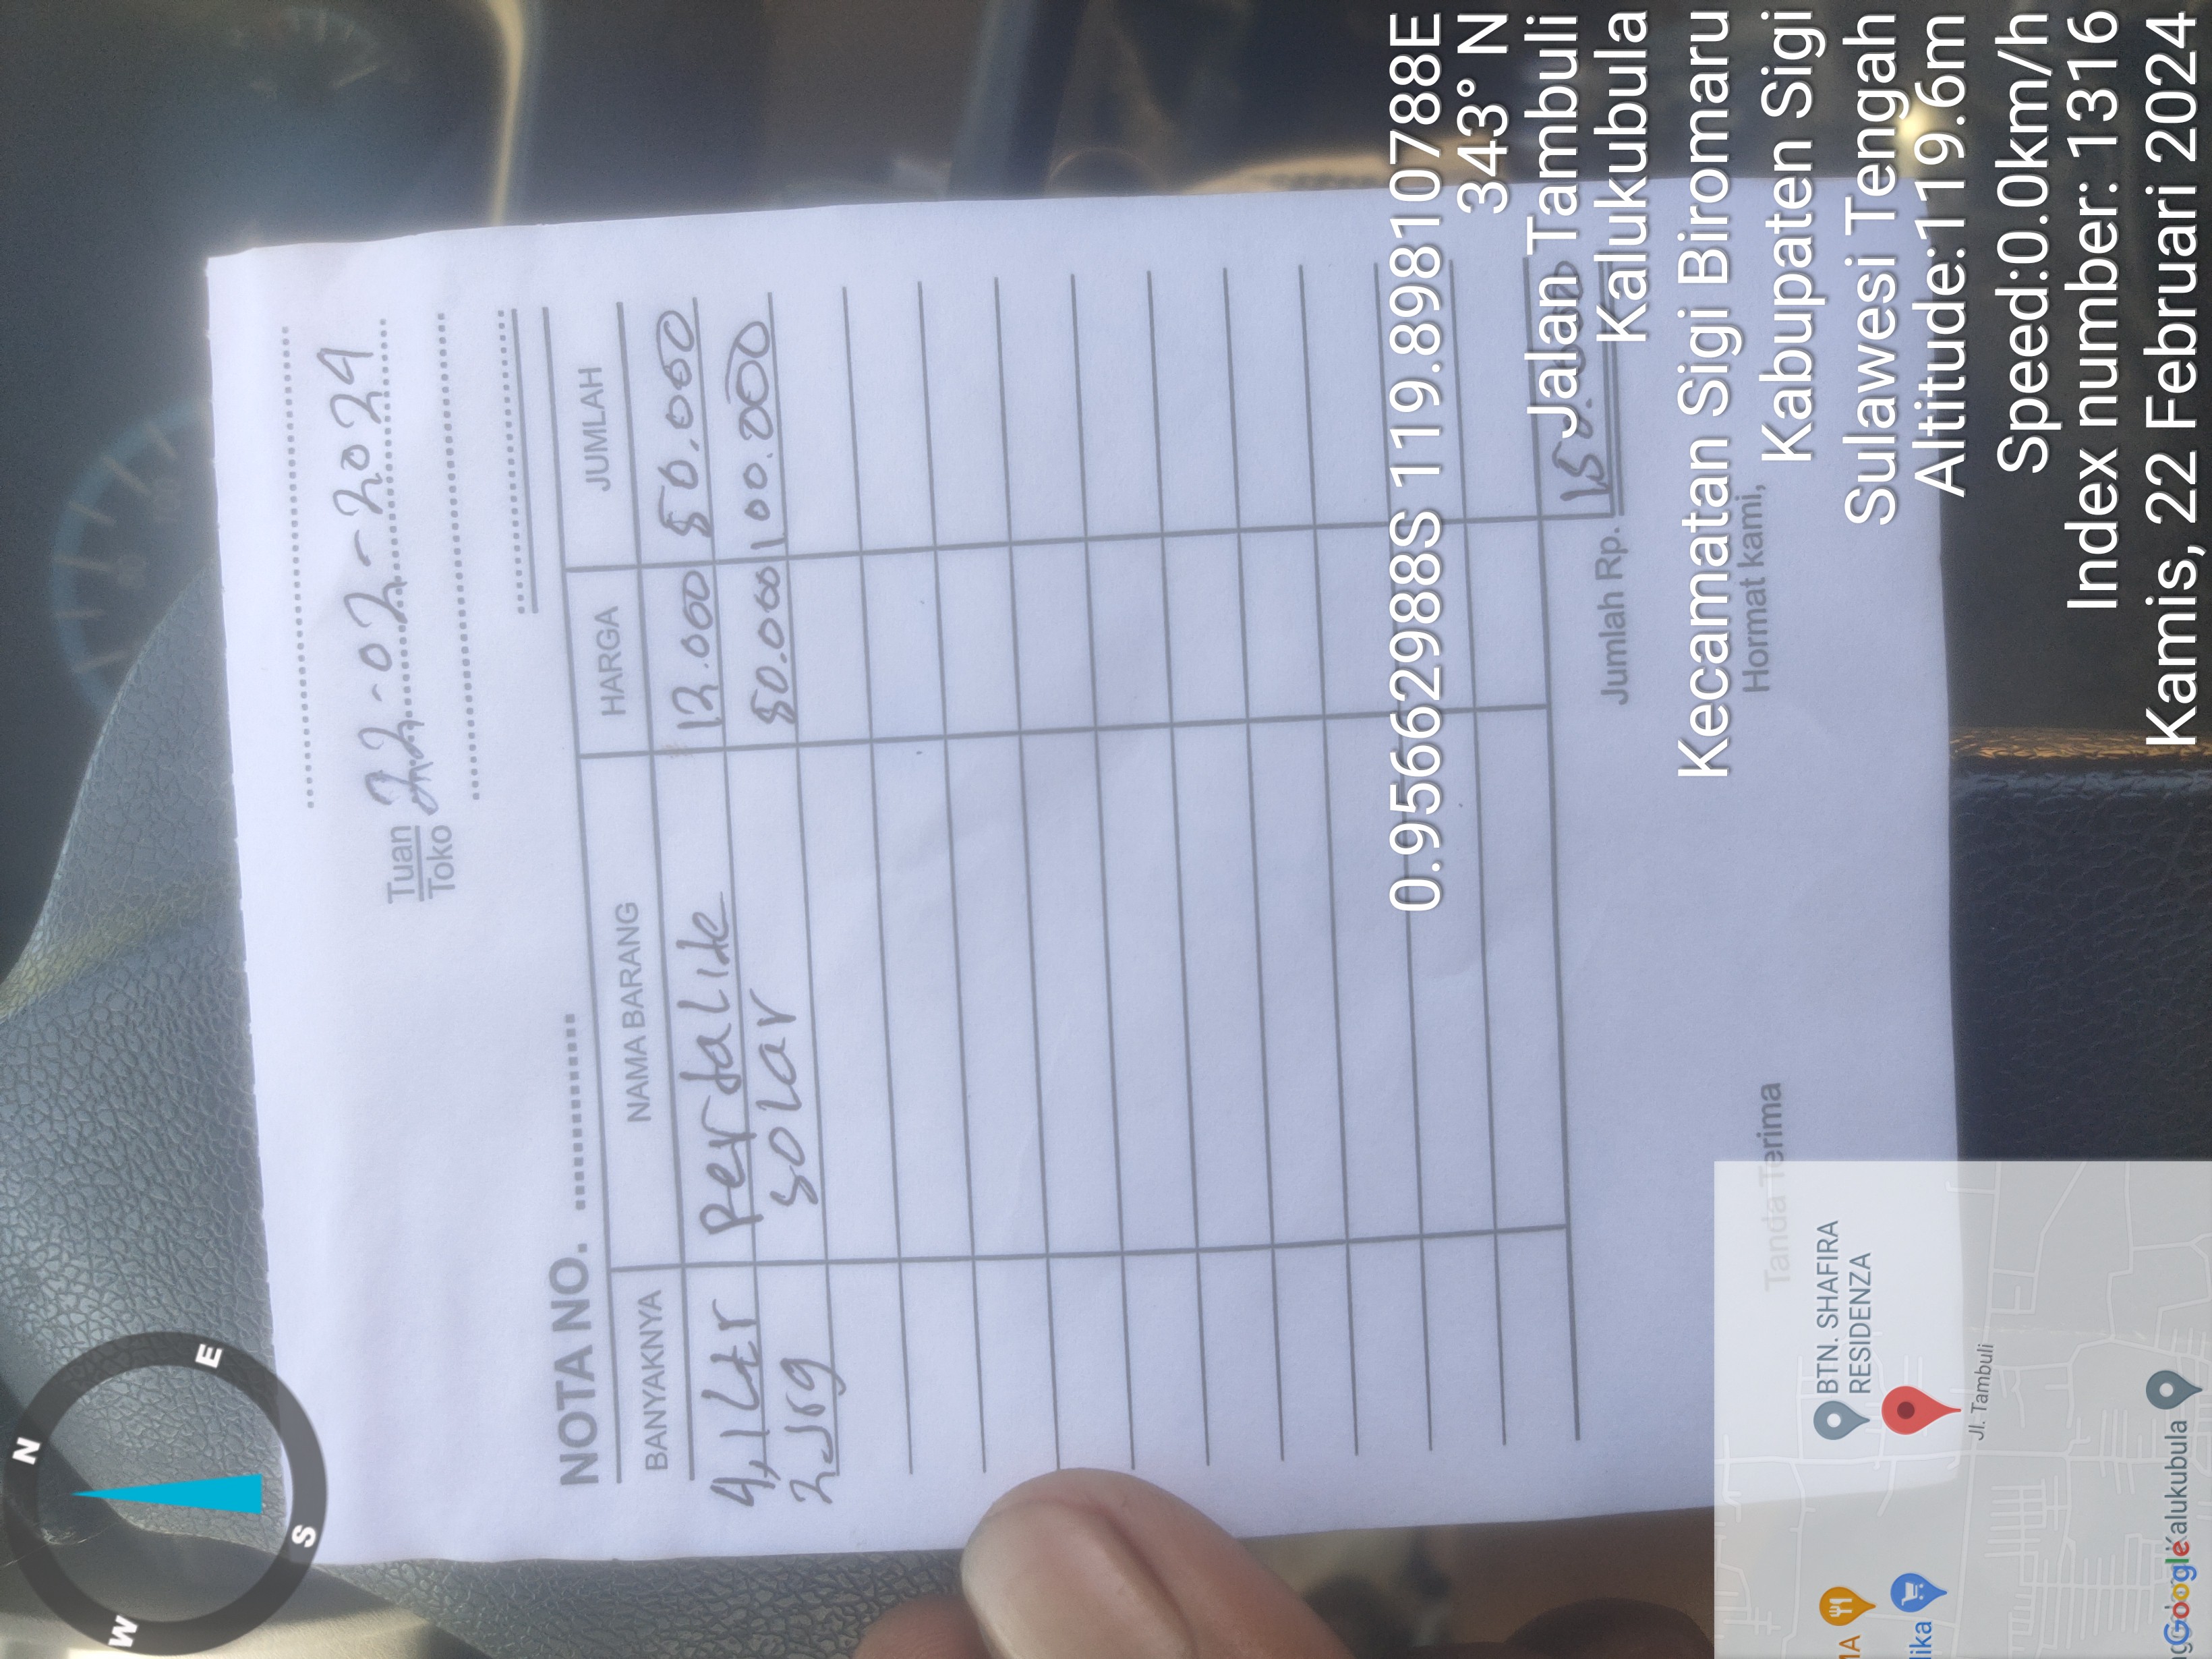 Tuan
Toko
22-02-2024
NOTA NO.
BANYAKNYA NAMA BARANG HARGA JUMLAH
4,1 Ltr Pertalite 12.000 50.000
2 Jrg Solar 50.000 100.000
Jumlah Rp. 150.000
Tanda Terima Hormat kami,
0.95662988S 119.89810788E
343° N
Jalan Tambuli
Kalukubula
Kecamatan Sigi Biromaru
Kabupaten Sigi
Sulawesi Tengah
Altitude:119.6m
Speed:0.0km/h
Index number: 1316
Kamis, 22 Februari 2024
N
E
S
W
BTN. SHAFIRA
RESIDENZA
Jl. Tambuli
Kalukubula
Google